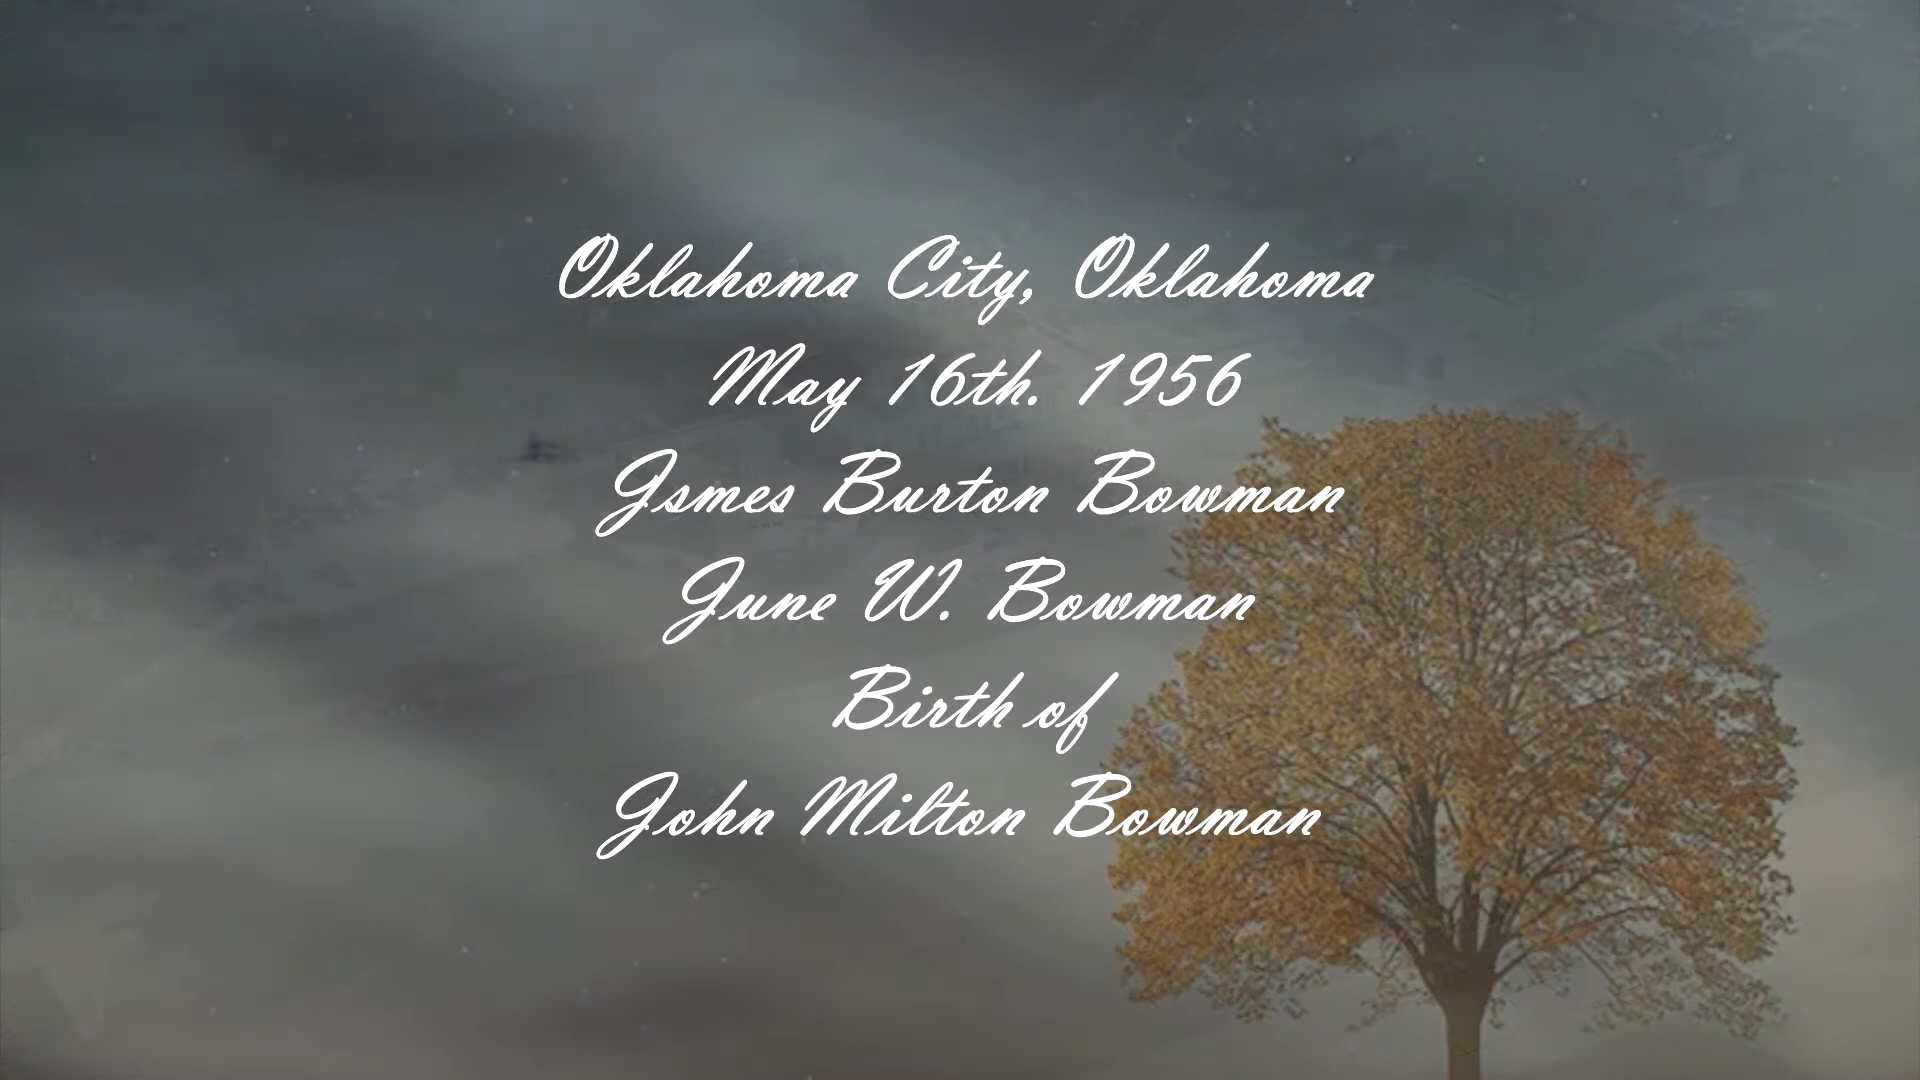 Oklahoma City, Oklahoma
May 16th. 1956
Jsmes Burton Bowman
June W. Bowman
Birth of
John Milton Bowman